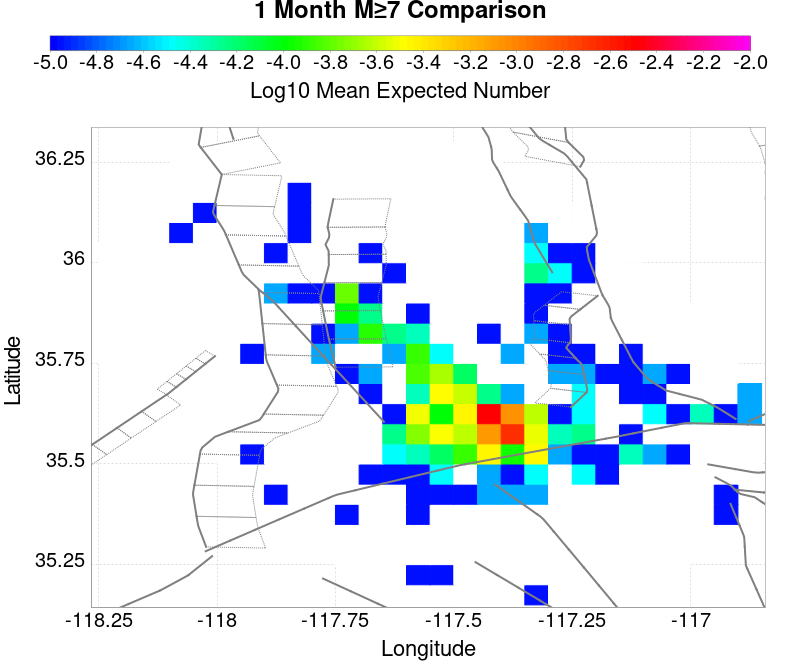 1 Month M≥7 Comparison
-5.0 -4.8 -4.6 -4.4 -4.2 -4.0 -3.8 -3.6 -3.4 -3.2 -3.0 -2.8 -2.6 -2.4 -2.2 -2.0
Log10 Mean Expected Number
36.25
36
35.75
35.5
35.25
Latitude
-118.25 -118 -117.75 -117.5 -117.25 -117
Longitude